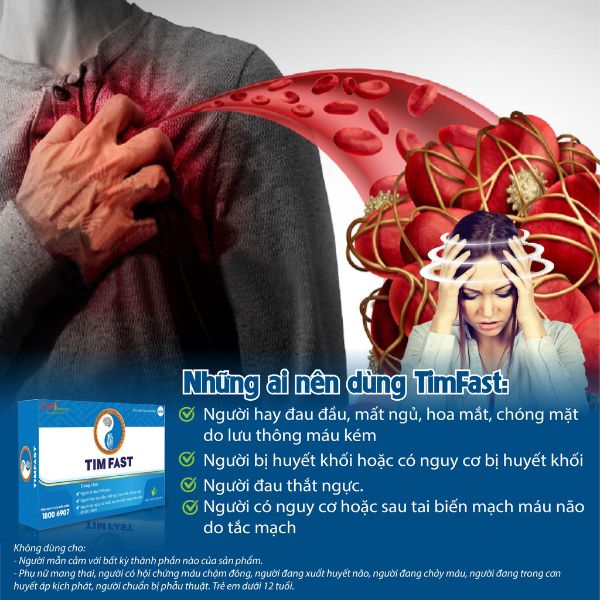 Những ai nên dùng TimFast:
Người hay đau đầu, mất ngủ, hoa mắt, chóng mặt
do lưu thông máu kém
Người bị huyết khối hoặc có nguy cơ bị huyết khối
Người đau thắt ngực.
Người có nguy cơ hoặc sau tai biến mạch máu não
do tắc mạch
TIM FAST
TIMFAST
1800 6907
Không dùng cho:
- Người mẫn cảm với bất kỳ thành phần nào của sản phẩm.
- Phụ nữ mang thai, người có hội chứng máu chậm đông, người đang xuất huyết não, người đang chảy máu, người đang trong cơn
huyết áp kịch phát, người chuẩn bị phẫu thuật. Trẻ em dưới 12 tuổi.